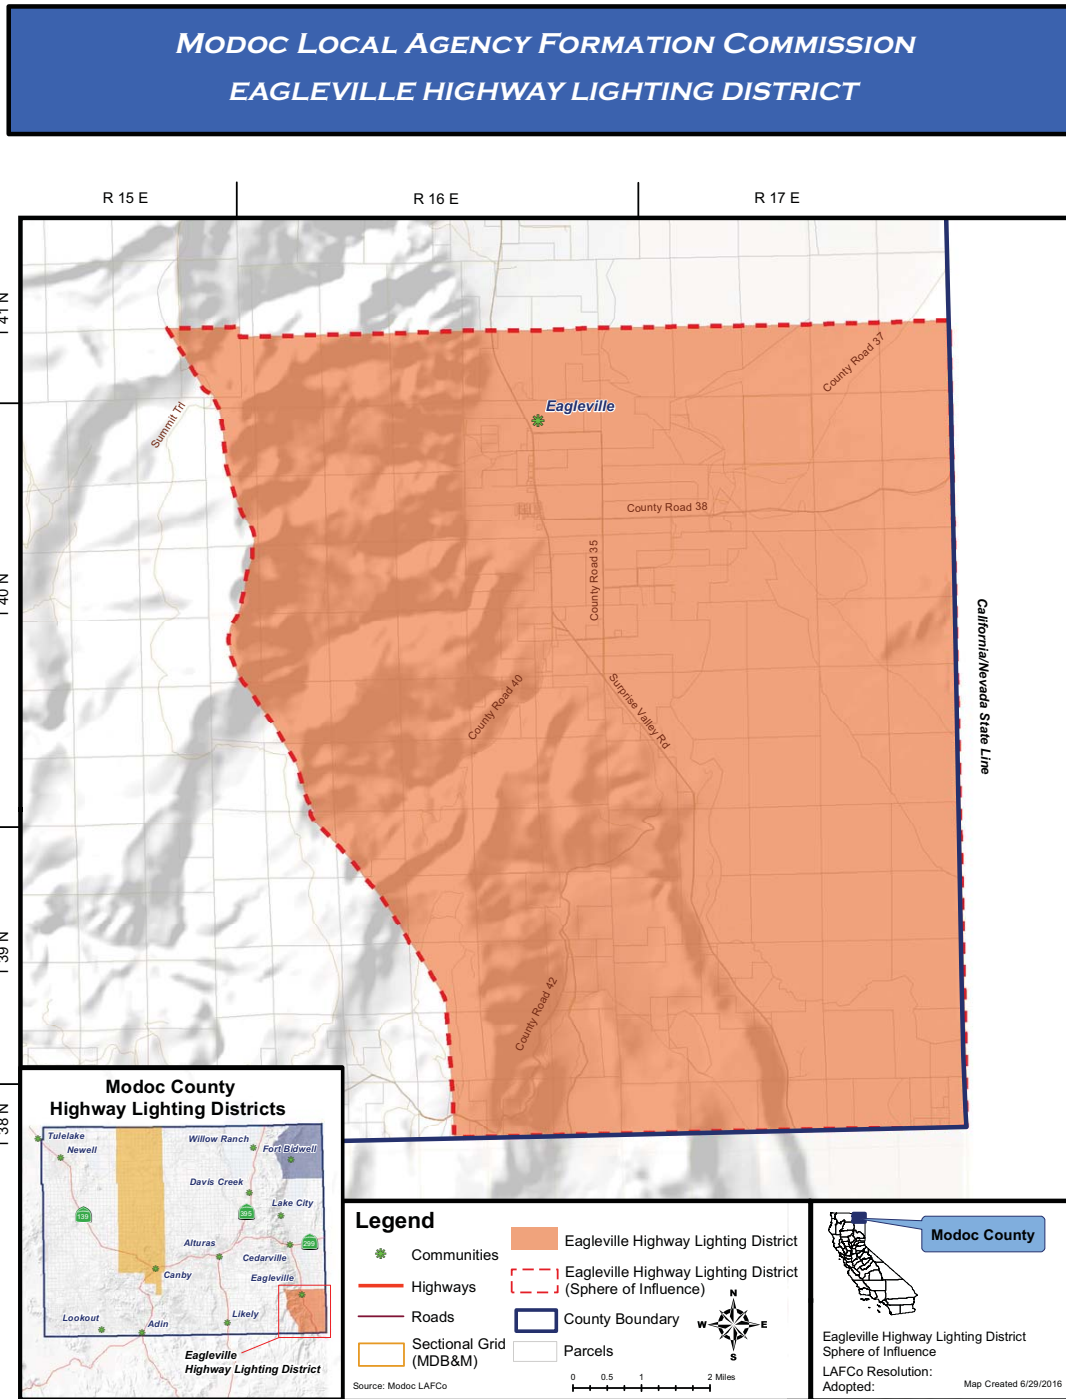 MODOC LOCAL AGENCY FORMATION COMMISSION
EAGLEVILLE HIGHWAY LIGHTING DISTRICT
R 15 E
R 16 E
R 17 E
T 41 N
T 40 N
T 39 N
T 38 N
County Road 37
Summit Trl
Eagleville
County Road 38
County Road 35
California/Nevada State Line
County Road 40
Surprise Valley Rd
County Road 42
Modoc County
Highway Lighting Districts
Tulelake
Newell
Willow Ranch
Fort Bidwell
Davis Creek
Lake City
139
395
299
Alturas
Cedarville
Canby
Eagleville
Lookout
Adin
Likely
Eagleville
Highway Lighting District
Legend
Communities
Highways
Roads
Sectional Grid
(MDB&M)
Source: Modoc LAFCo
Eagleville Highway Lighting District
Eagleville Highway Lighting District
(Sphere of Influence)
County Boundary
Parcels
N
W E
S
0 0.5 1 2 Miles
Modoc County
Eagleville Highway Lighting District
Sphere of Influence
LAFCo Resolution:
Adopted:
Map Created 6/29/2016